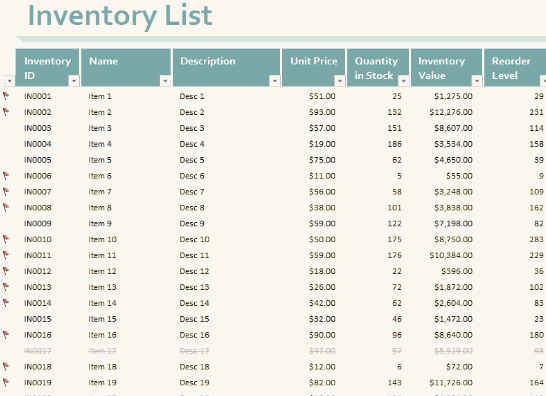 Inventory List
Inventory ID Name Description Unit Price Quantity in Stock Inventory Value Reorder Level
IN0001 Item 1 Desc 1 $51.00 25 $1,275.00 29
IN0002 Item 2 Desc 2 $93.00 132 $12,276.00 231
IN0003 Item 3 Desc 3 $57.00 151 $8,607.00 114
IN0004 Item 4 Desc 4 $19.00 186 $3,534.00 158
IN0005 Item 5 Desc 5 $75.00 62 $4,650.00 39
IN0006 Item 6 Desc 6 $11.00 5 $55.00 9
IN0007 Item 7 Desc 7 $56.00 58 $3,248.00 109
IN0008 Item 8 Desc 8 $38.00 101 $3,838.00 162
IN0009 Item 9 Desc 9 $59.00 122 $7,198.00 82
IN0010 Item 10 Desc 10 $50.00 175 $8,750.00 283
IN0011 Item 11 Desc 11 $59.00 176 $10,384.00 229
IN0012 Item 12 Desc 12 $18.00 22 $396.00 36
IN0013 Item 13 Desc 13 $26.00 72 $1,872.00 102
IN0014 Item 14 Desc 14 $42.00 62 $2,604.00 83
IN0015 Item 15 Desc 15 $32.00 46 $1,472.00 23
IN0016 Item 16 Desc 16 $90.00 96 $8,640.00 180
IN0017 Item 17 Desc 17 $97.00 57 $5,529.00 98
IN0018 Item 18 Desc 18 $12.00 6 $72.00 7
IN0019 Item 19 Desc 19 $82.00 143 $11,726.00 164